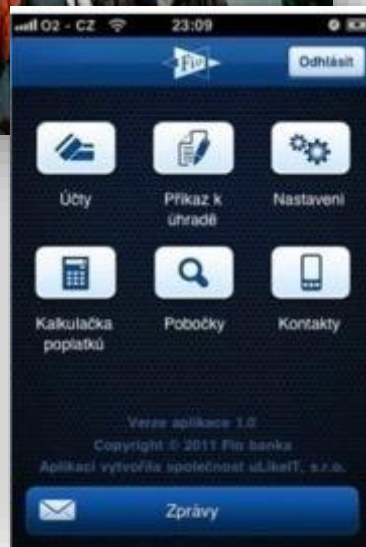 O2 - CZ 23:09
Fio Odhlásit
Účty Příkaz k úhradě Nastavení
Kalkulačka poplatků Pobočky Kontakty
Verze aplikace 1.0
Copyright © 2011 Fio banka
Aplikaci vytvořila společnost uLikeIT, s.r.o.
Zprávy